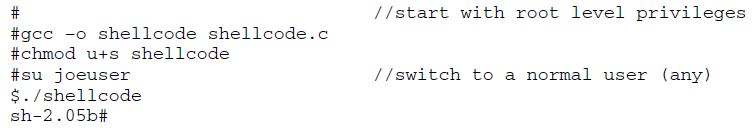 # //start with root level privileges
#gcc –o shellcode shellcode.c
#chmod u+s shellcode
#su joeuser //switch to a normal user (any)
$./shellcode
sh-2.05b#